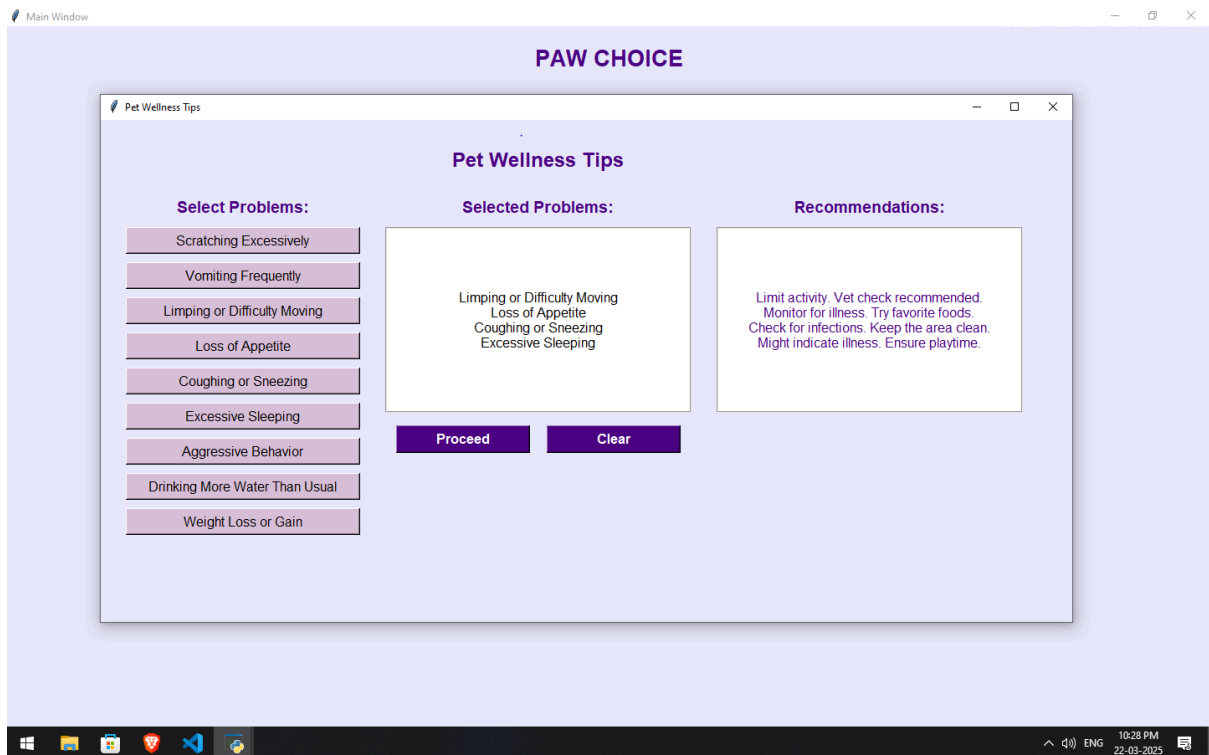 Main Window
PAW CHOICE
Pet Wellness Tips
.
Pet Wellness Tips
Select Problems:
Scratching Excessively
Vomiting Frequently
Limping or Difficulty Moving
Loss of Appetite
Coughing or Sneezing
Excessive Sleeping
Aggressive Behavior
Drinking More Water Than Usual
Weight Loss or Gain
Selected Problems:
Limping or Difficulty Moving
Loss of Appetite
Coughing or Sneezing
Excessive Sleeping
Proceed
Clear
Recommendations:
Limit activity. Vet check recommended.
Monitor for illness. Try favorite foods.
Check for infections. Keep the area clean.
Might indicate illness. Ensure playtime.
ENG
10:28 PM
22-03-2025